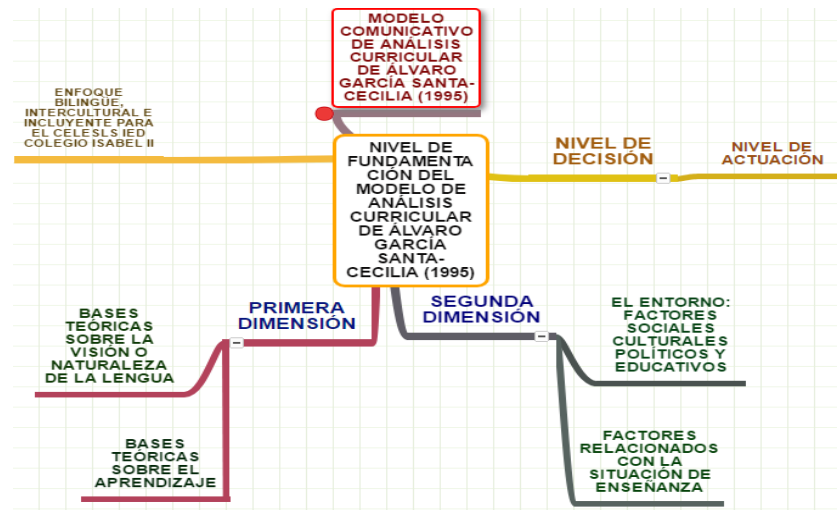 MODELO
COMUNICATIVO
DE ANÁLISIS
CURRICULAR
DE ÁLVARO
GARCÍA SANTA-
CECILIA (1995)
ENFOQUE
BILINGÜE,
INTERCULTURAL E
INCLUYENTE PARA
EL CELESLS IED
COLEGIO ISABEL II
NIVEL DE
FUNDAMENTA
CIÓN DEL
MODELO DE
ANÁLISIS
CURRICULAR
DE ÁLVARO
GARCÍA
SANTA-
CECILIA (1995)
NIVEL DE
DECISIÓN
NIVEL DE
ACTUACIÓN
PRIMERA
DIMENSIÓN
BASES
TEÓRICAS
SOBRE LA
VISIÓN O
NATURALEZA
DE LA LENGUA
BASES
TEÓRICAS
SOBRE EL
APRENDIZAJE
SEGUNDA
DIMENSIÓN
EL ENTORNO:
FACTORES
SOCIALES
CULTURALES
POLÍTICOS Y
EDUCATIVOS
FACTORES
RELACIONADOS
CON LA
SITUACIÓN DE
ENSEÑANZA